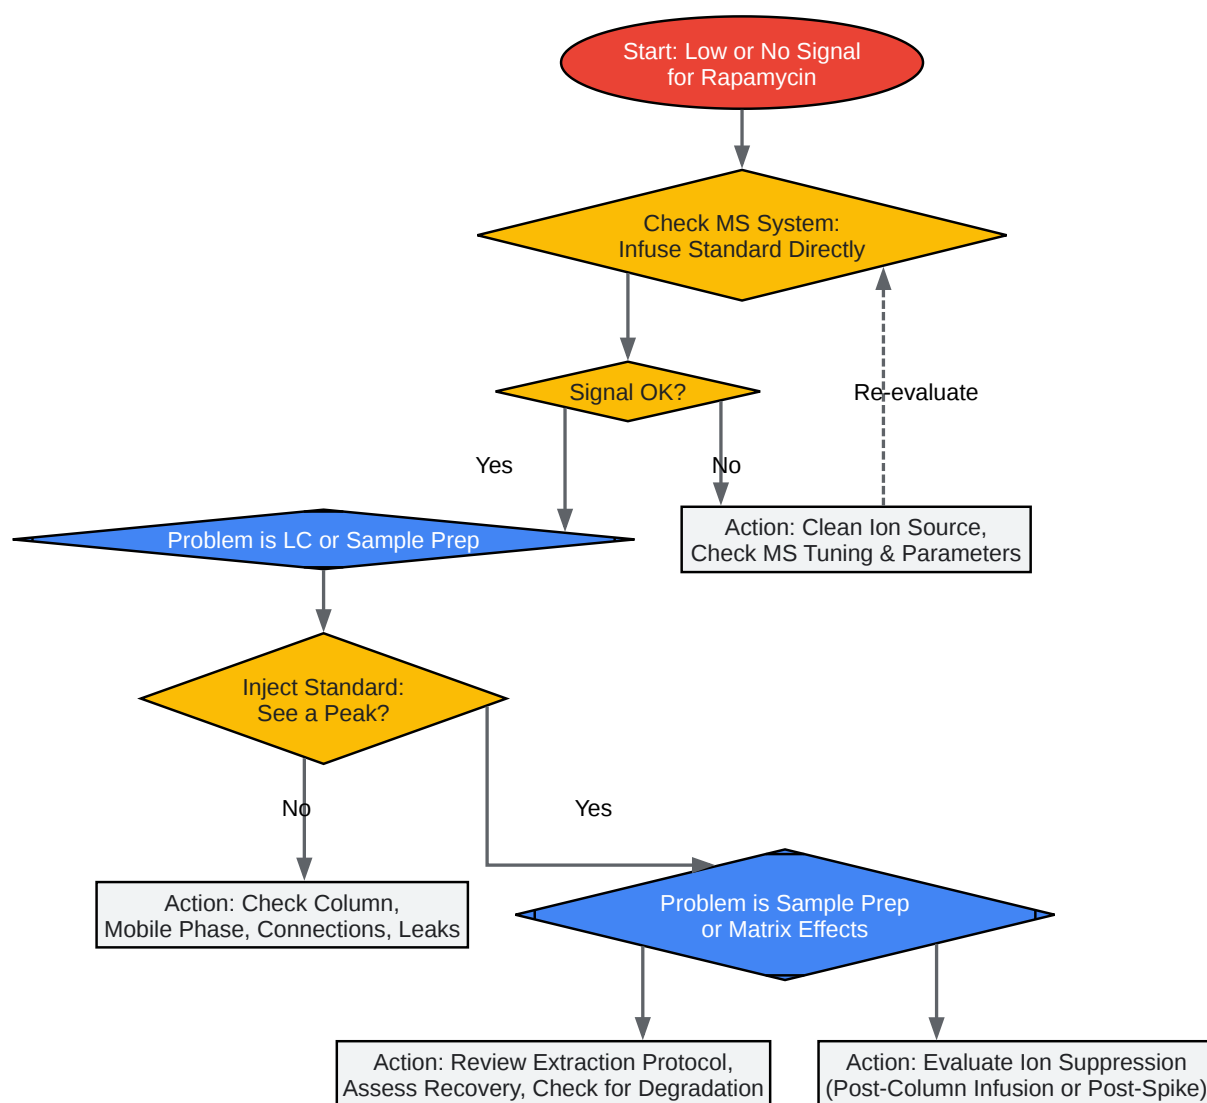 Start: Low or No Signal
for Rapamycin
Check MS System:
Infuse Standard Directly
Signal OK?
Re-evaluate
Yes
No
Problem is LC or Sample Prep
Action: Clean Ion Source,
Check MS Tuning & Parameters
Inject Standard:
See a Peak?
No
Yes
Action: Check Column,
Mobile Phase, Connections, Leaks
Problem is Sample Prep
or Matrix Effects
Action: Review Extraction Protocol,
Assess Recovery, Check for Degradation
Action: Evaluate Ion Suppression
(Post-Column Infusion or Post-Spike)